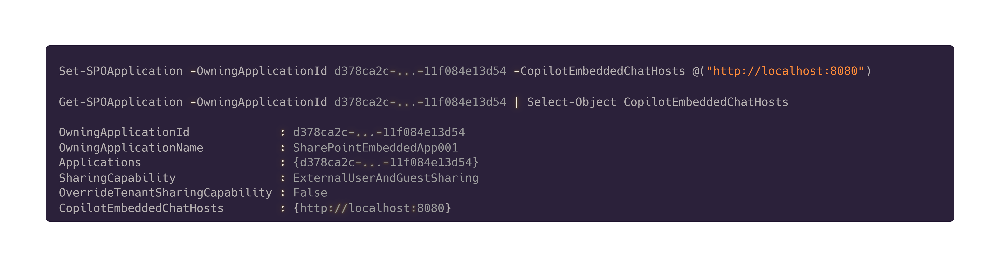 Set-SPOApplication -OwningApplicationId d378ca2c-...-11f084e13d54 -CopilotEmbeddedChatHosts @("http://localhost:8080")
Get-SPOApplication -OwningApplicationId d378ca2c-...-11f084e13d54 | Select-Object CopilotEmbeddedChatHosts
OwningApplicationId : d378ca2c-...-11f084e13d54
OwningApplicationName : SharePointEmbeddedApp001
Applications : {d378ca2c-...-11f084e13d54}
SharingCapability : ExternalUserAndGuestSharing
OverrideTenantSharingCapability : False
CopilotEmbeddedChatHosts : {http://localhost:8080}